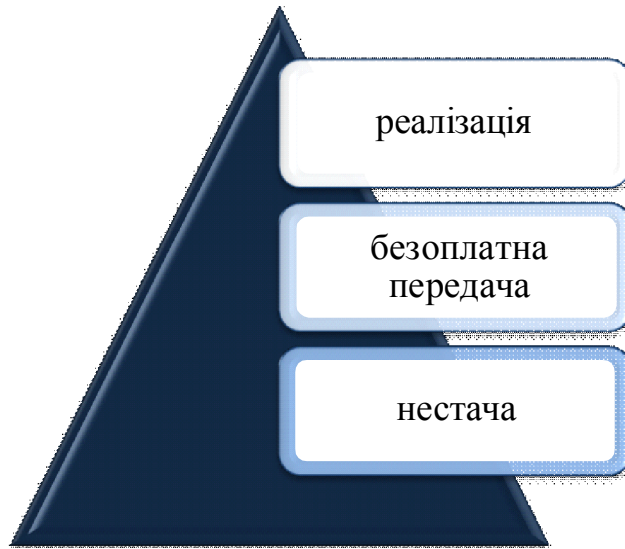 реалізація
безоплатна
передача
нестача